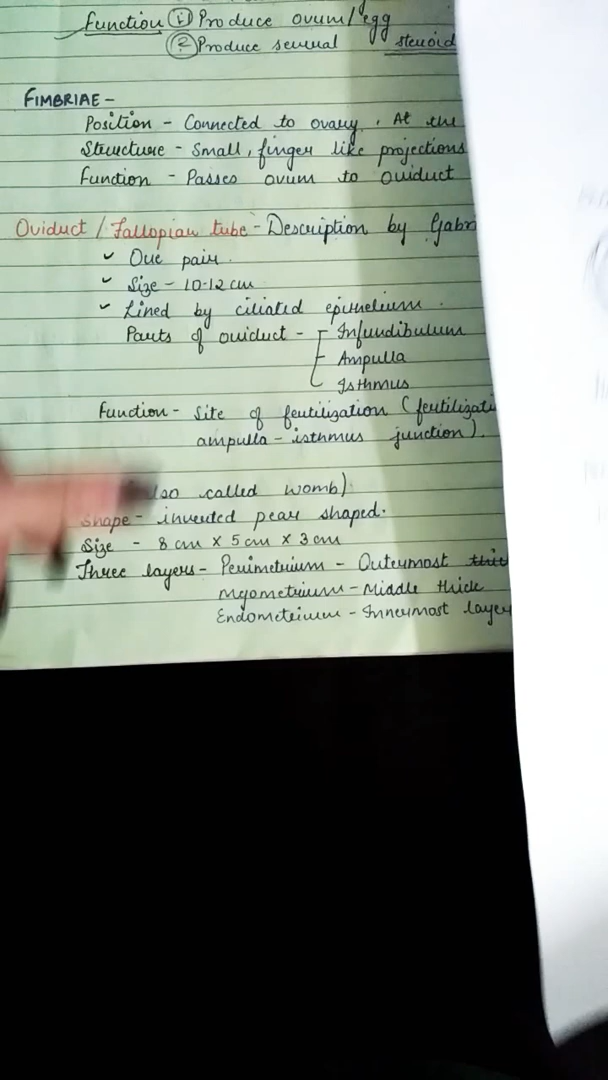 Function ① Produce ovum/egg
② Produce several steroid
FIMBRIAE -
Position - Connected to ovary. At the
Structure - Small, finger like projections
Function - Passes ovum to oviduct
Oviduct / Fallopian tube - Description by Gabri
✓ One pair.
✓ Size - 10-12 cm
✓ Lined by ciliated epithelium.
Parts of oviduct - Infundibulum
Ampulla
Isthmus
Function - Site of fertilization (fertilizati
ampulla - isthmus junction).
lso called womb)
Shape - inverted pear shaped.
Size - 8 cm x 5 cm x 3 cm
Three layers - Perimetrium - Outermost
Myometrium - Middle thick
Endometrium - Innermost layer